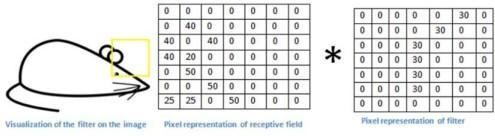 0 0 0 0 0 0 0
0 40 0 0 0 0 0
40 0 40 0 0 0 0
40 20 0 0 0 0 0
0 50 0 0 0 0 0
0 0 50 0 0 0 0
25 25 0 50 0 0 0
*
0 0 0 0 0 30 0
0 0 0 0 30 0 0
0 0 0 30 0 0 0
0 0 0 30 0 0 0
0 0 0 30 0 0 0
0 0 0 30 0 0 0
0 0 0 0 0 0 0
Visualization of the filter on the image
Pixel representation of receptive field
Pixel representation of filter